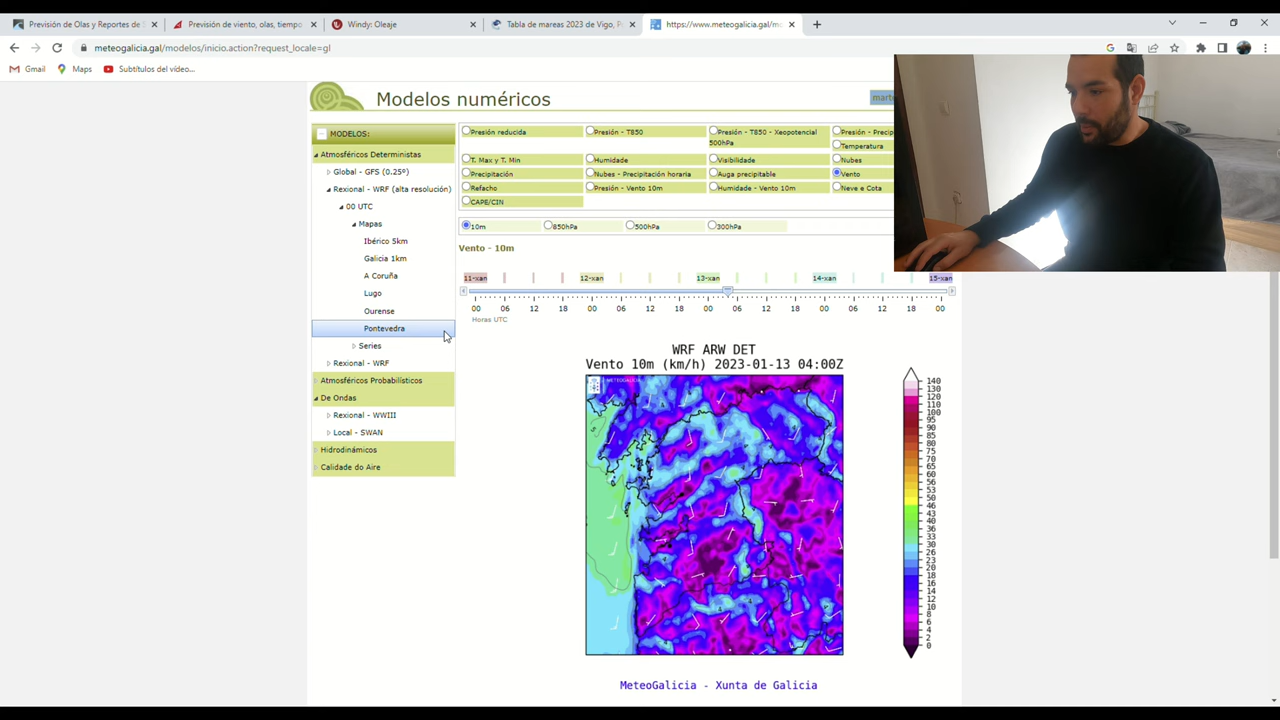 Previsión de Olas y Reportes de S
Previsión de viento, olas, tiempo
Windy: Oleaje
Tabla de mareas 2023 de Vigo, P
https://www.meteogalicia.gal/mo
meteogalicia.gal/modelos/inicio.action?request_locale=gl
Gmail
Maps
Subtítulos del vídeo...
Modelos numéricos
MODELOS:
Atmosféricos Deterministas
Global - GFS (0.25º)
Rexional - WRF (alta resolución)
00 UTC
Mapas
Ibérico 5km
Galicia 1km
A Coruña
Lugo
Ourense
Pontevedra
Series
Rexional - WRF
Atmosféricos Probabilísticos
De Ondas
Rexional - WWIII
Local - SWAN
Hidrodinámicos
Calidade do Aire
Presión reducida
Presión - T850
Presión - T850 - Xeopotencial 
500hPa
Presión - Precip
Temperatura
T. Max y T. Min
Humidade
Visibilidade
Nubes
Precipitación
Nubes - Precipitación horaria
Auga precipitable
Vento
Refacho
Presión - Vento 10m
Humidade - Vento 10m
Neve e Cota
CAPE/CIN
10m
850hPa
500hPa
300hPa
Vento - 10m
11-xan 12-xan 13-xan 14-xan 15-xan
00 06 12 18 00 06 12 18 00 06 12 18 00 06 12 18 00
Horas UTC
WRF ARW DET
Vento 10m (km/h) 2023-01-13 04:00Z
METEOGALICIA
140
130
120
110
100
95
90
85
80
75
70
65
60
56
53
50
46
43
40
36
33
30
26
23
20
18
16
14
12
10
8
6
4
2
0
MeteoGalicia - Xunta de Galicia